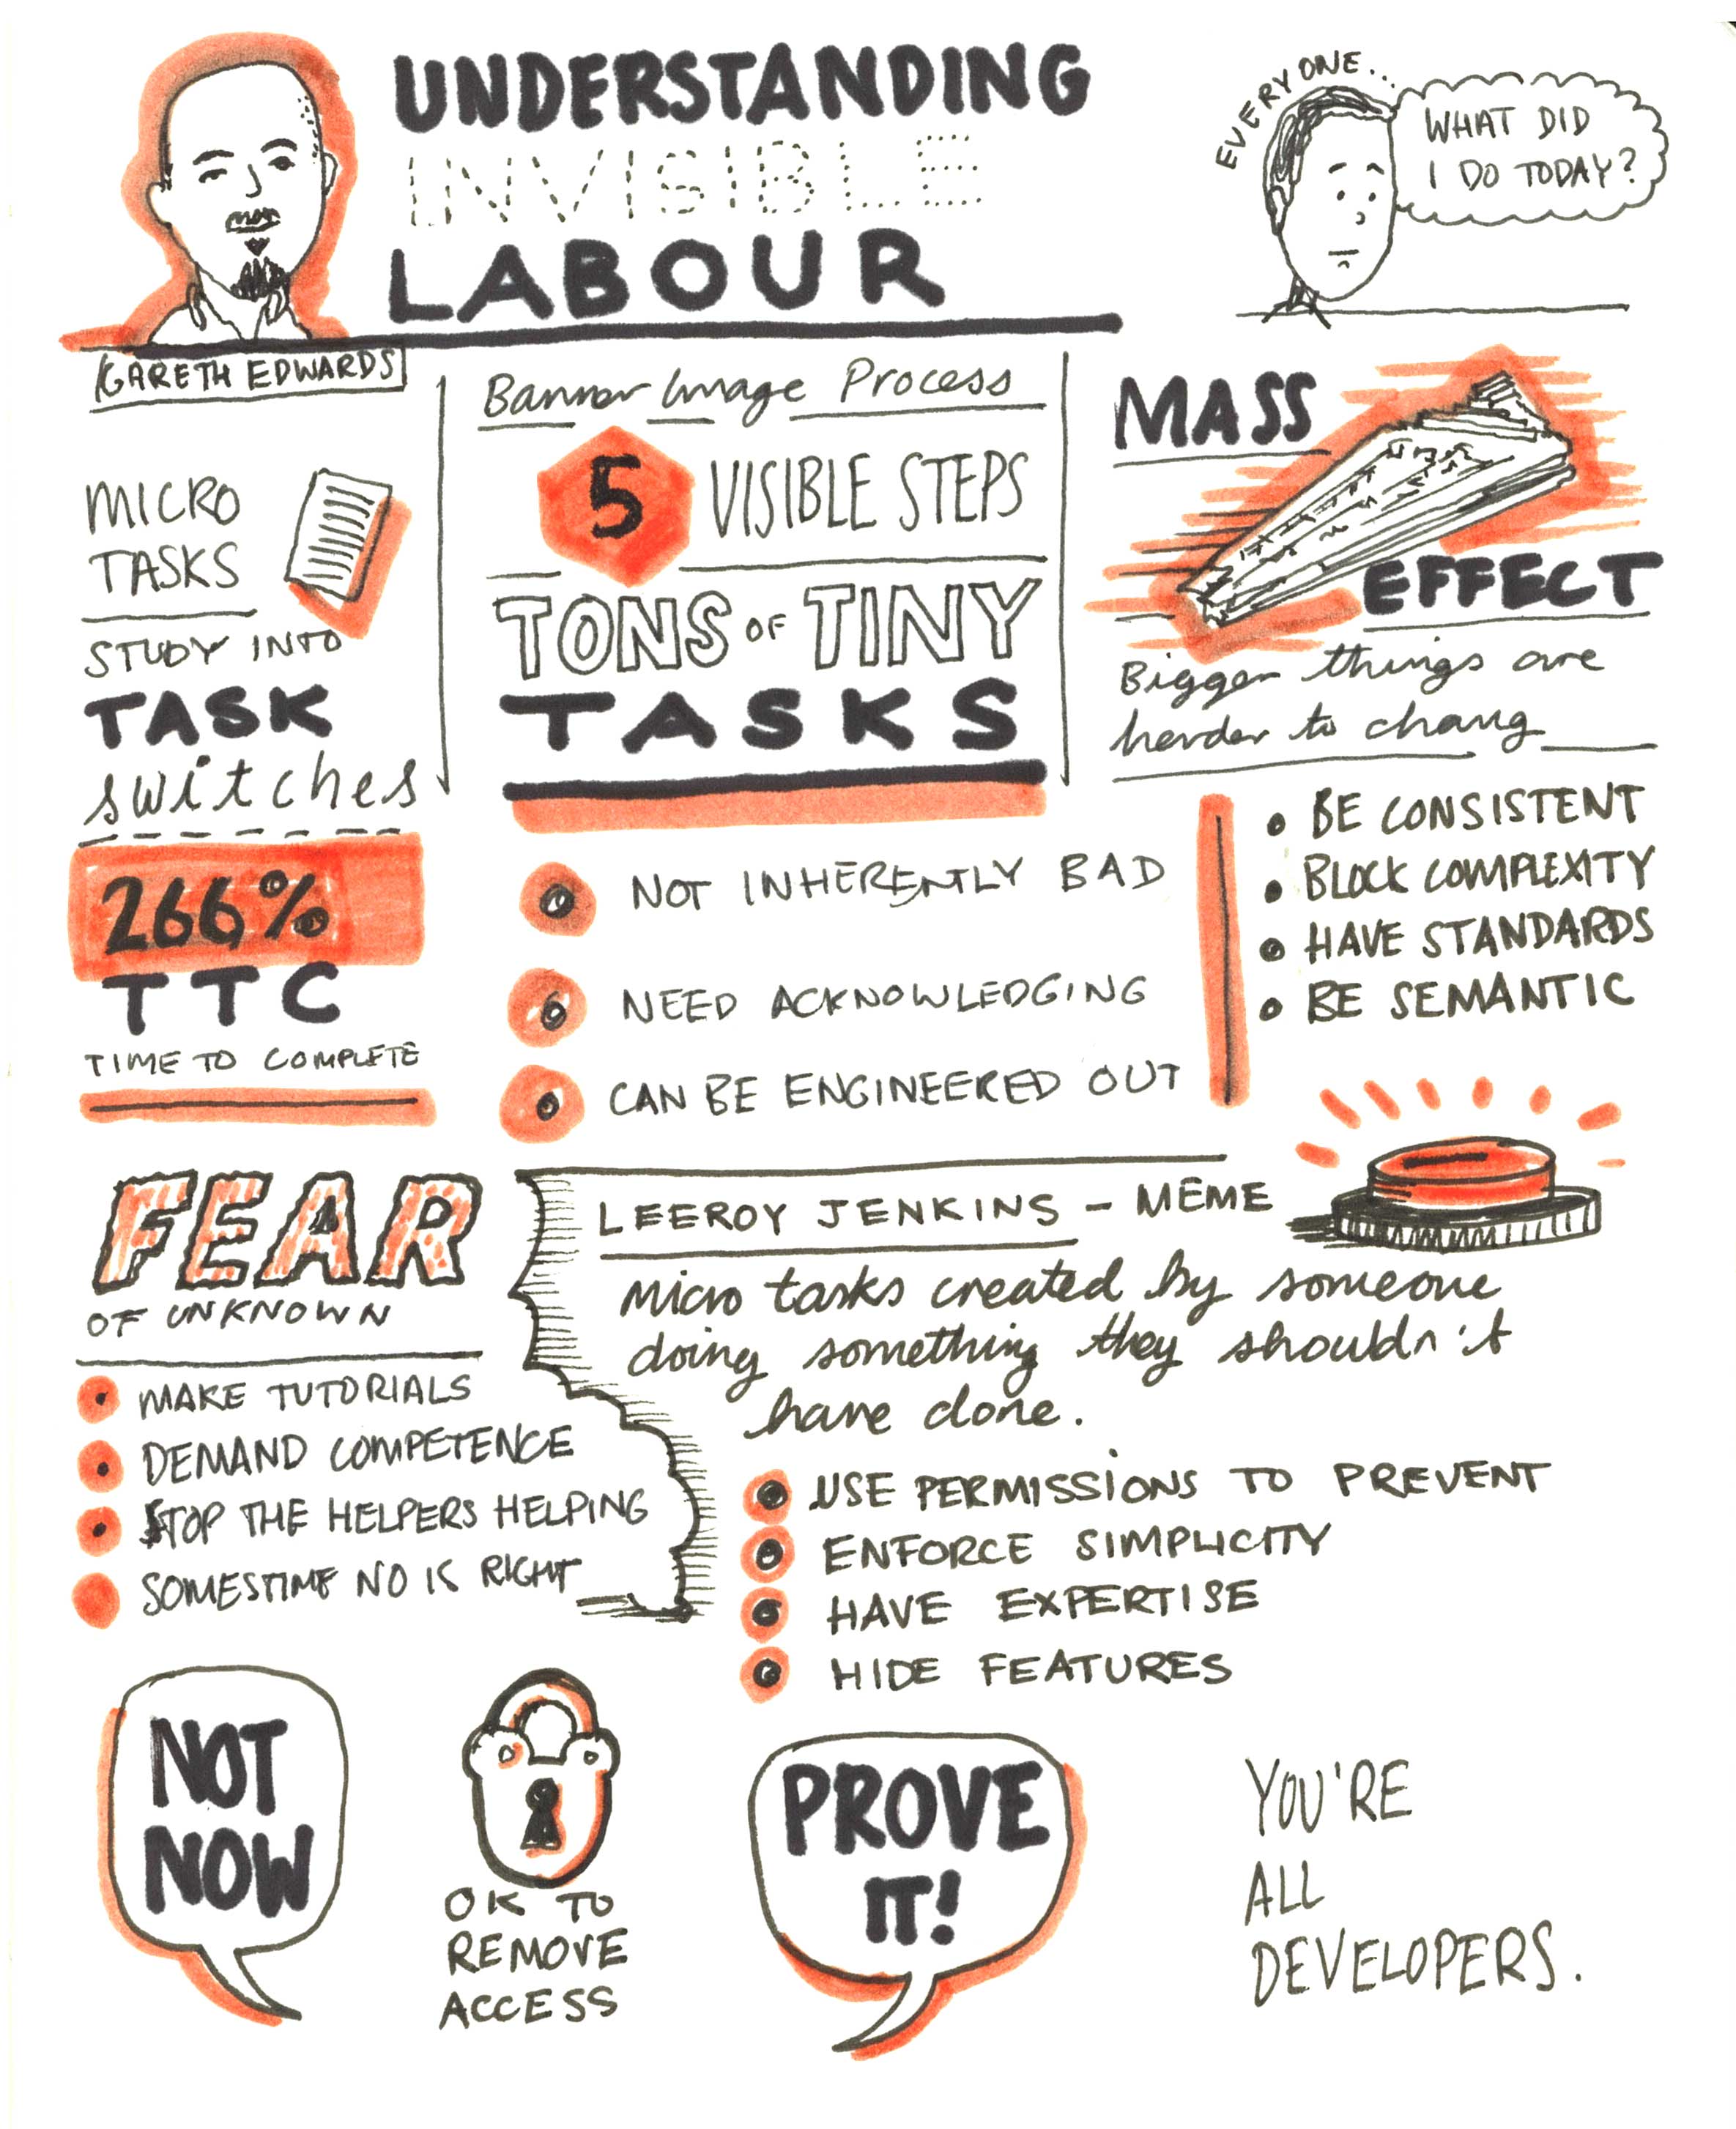 UNDERSTANDING
INVISIBLE
LABOUR
EVERYONE...
WHAT DID
I DO TODAY?
GARETH EDWARDS
MICRO
TASKS
STUDY INTO
TASK
switches
266%
TTC
TIME TO COMPLETE
Banner Image Process
5 VISIBLE STEPS
TONS OF TINY
TASKS
NOT INHERENTLY BAD
NEED ACKNOWLEDGING
CAN BE ENGINEERED OUT
MASS
EFFECT
Bigger things are
harder to chang
• BE CONSISTENT
• BLOCK COMPLEXITY
• HAVE STANDARDS
• BE SEMANTIC
FEAR
OF UNKNOWN
• MAKE TUTORIALS
• DEMAND COMPETENCE
• STOP THE HELPERS HELPING
• SOMESTIME NO IS RIGHT
LEEROY JENKINS - MEME
Micro tasks created by someone
doing something they shouldn't
have done.
• USE PERMISSIONS TO PREVENT
• ENFORCE SIMPLICITY
• HAVE EXPERTISE
• HIDE FEATURES
NOT
NOW
OK TO
REMOVE
ACCESS
PROVE
IT!
YOU'RE
ALL
DEVELOPERS.